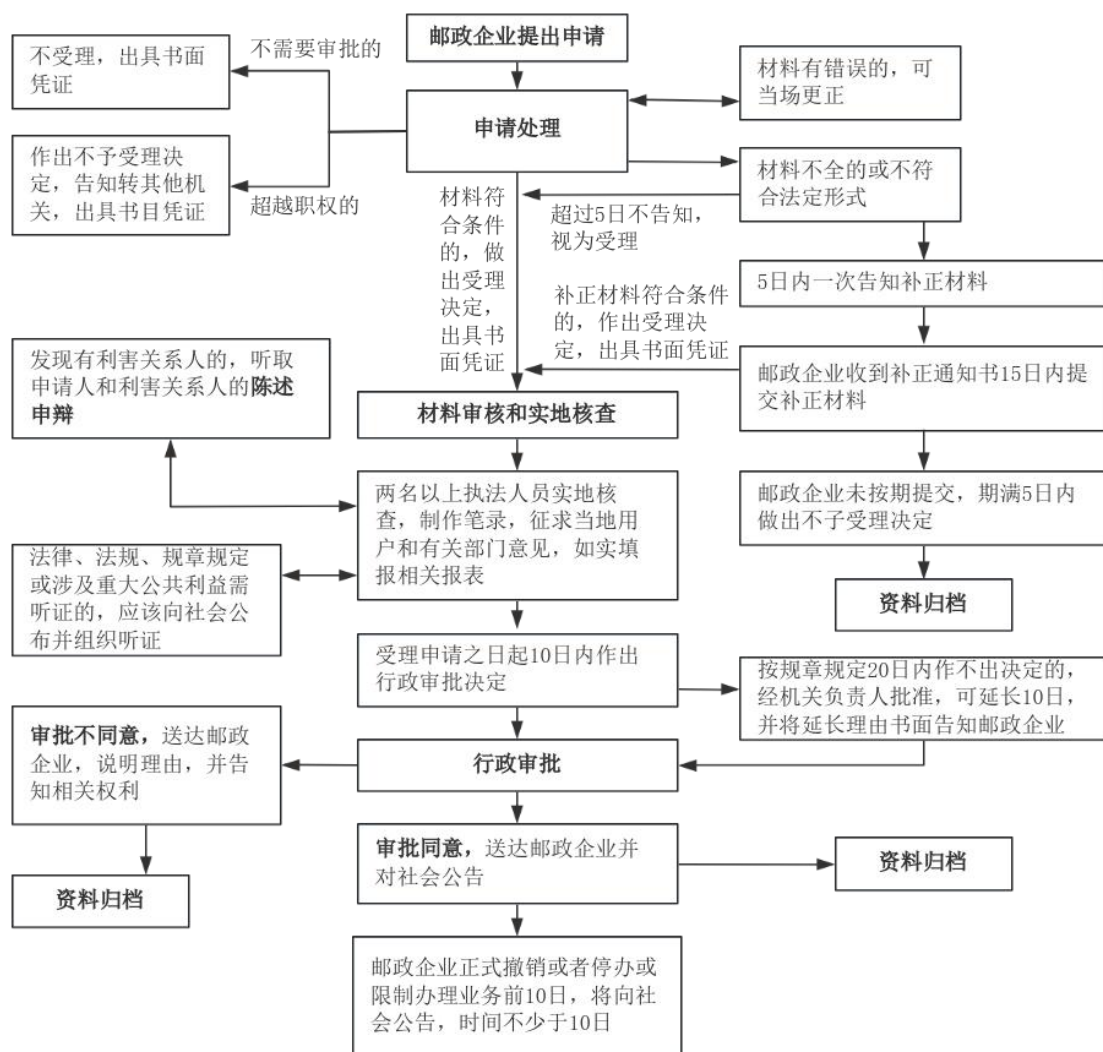 邮政企业提出申请
不受理，出具书面
凭证
不需要审批的
材料有错误的，可
当场更正
申请处理
作出不予受理决
定，告知转其他机
关，出具书目凭证
超越职权的
材料符
合条件
的，做
出受理
决定，
出具书
面凭证
材料不全的或不符
合法定形式
超过5日不告知，
视为受理
5日内一次告知补正材料
补正材料符合条件
的，作出受理决
定，出具书面凭证
发现有利害关系人的，听取
申请人和利害关系人的陈述
申辩
邮政企业收到补正通知书15日内提
交补正材料
材料审核和实地核查
两名以上执法人员实地核
查，制作笔录，征求当地用
户和有关部门意见，如实填
报相关报表
邮政企业未按期提交，期满5日内
做出不子受理决定
法律、法规、规章规定
或涉及重大公共利益需
听证的，应该向社会公
布并组织听证
资料归档
受理申请之日起10日内作出
行政审批决定
按规章规定20日内作不出决定的，
经机关负责人批准，可延长10日，
并将延长理由书面告知邮政企业
审批不同意，送达邮政
企业，说明理由，并告
知相关权利
行政审批
审批同意，送达邮政企业并
对社会公告
资料归档
资料归档
邮政企业正式撤销或者停办或
限制办理业务前10日，将向社
会公告，时间不少于10日